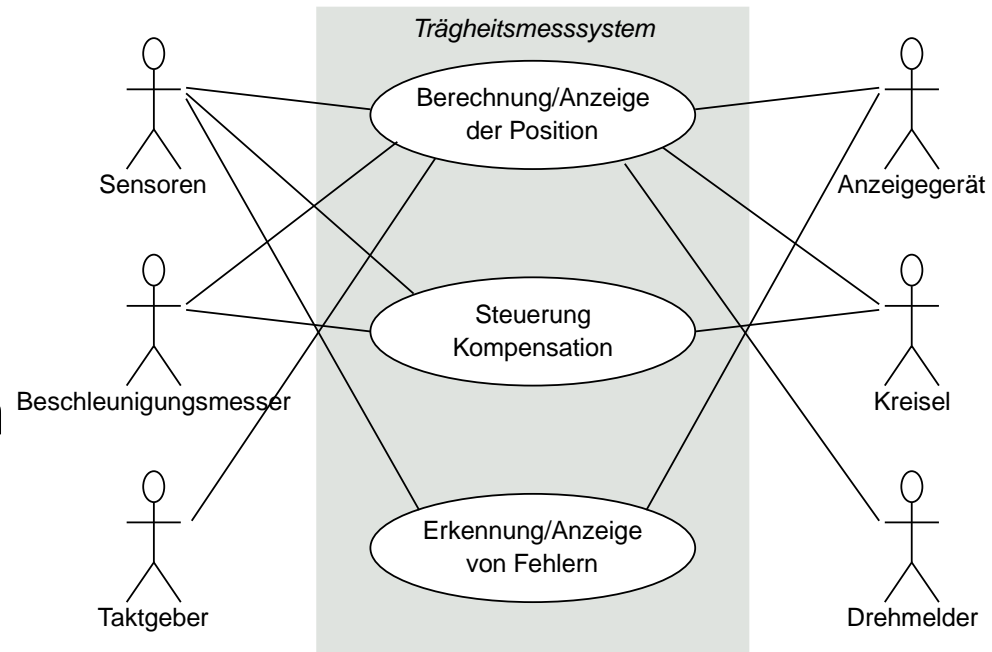 Trägheitsmesssystem
Berechnung/Anzeige
der Position
Sensoren
Anzeigegerät
Steuerung
Kompensation
Beschleunigungsmesser
Kreisel
Erkennung/Anzeige
von Fehlern
Taktgeber
Drehmelder